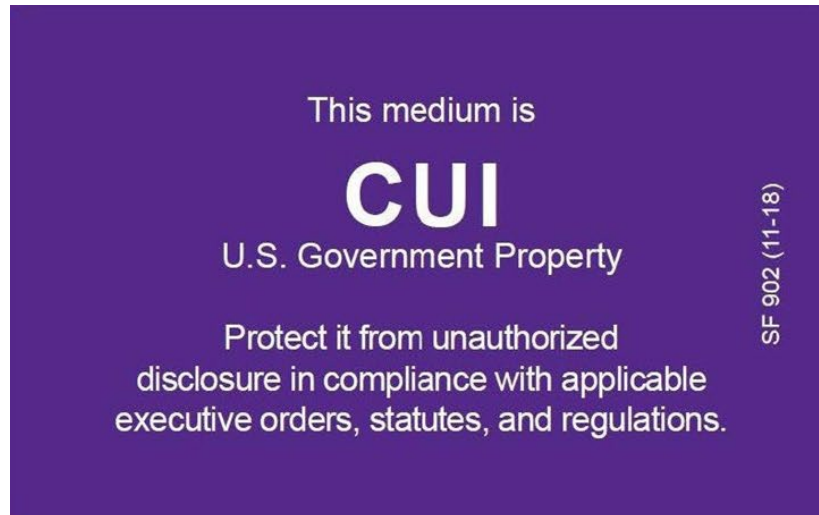 This medium is
CUI
U.S. Government Property
Protect it from unauthorized
disclosure in compliance with applicable
executive orders, statutes, and regulations.
SF 902 (11-18)